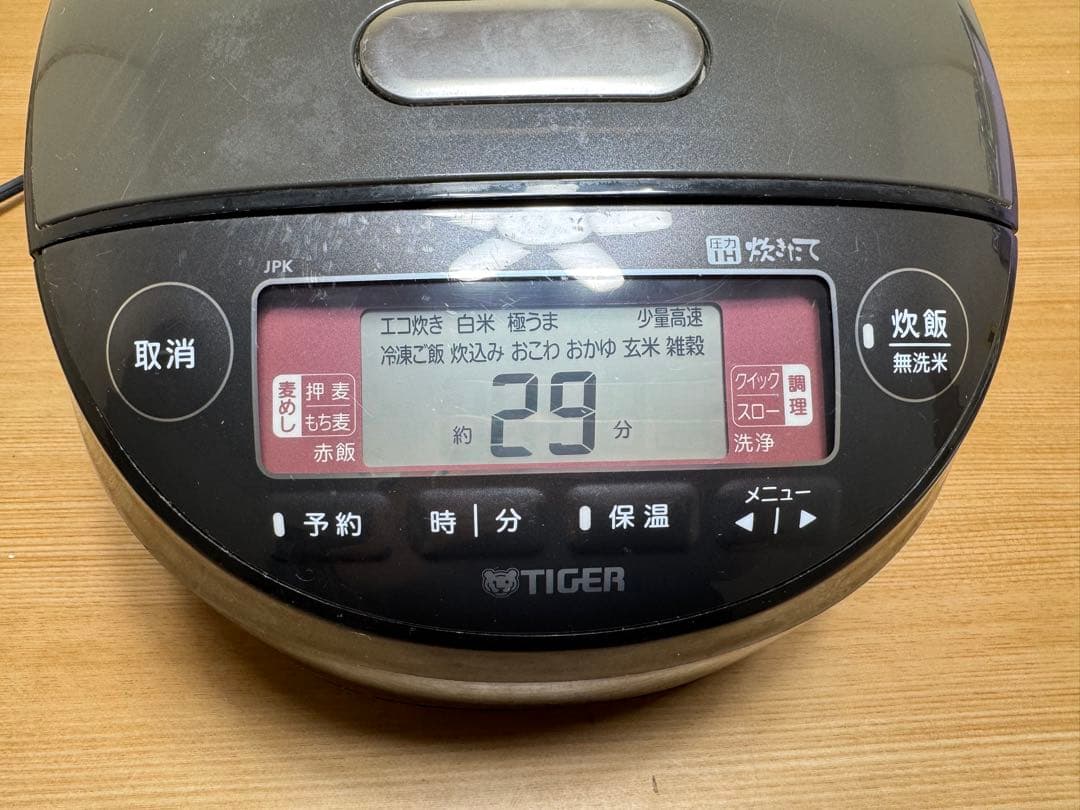 JPK
圧力IH 炊きたて
取消
エコ炊き 白米 極うま 少量高速
冷凍ご飯 炊込み おこわ おかゆ 玄米 雑穀
約 29 分
麦めし
押麦
もち麦
赤飯
クイック
スロー
調理
洗浄
炊飯
無洗米
予約
時|分
保温
メニュー
◀|▶
TIGER